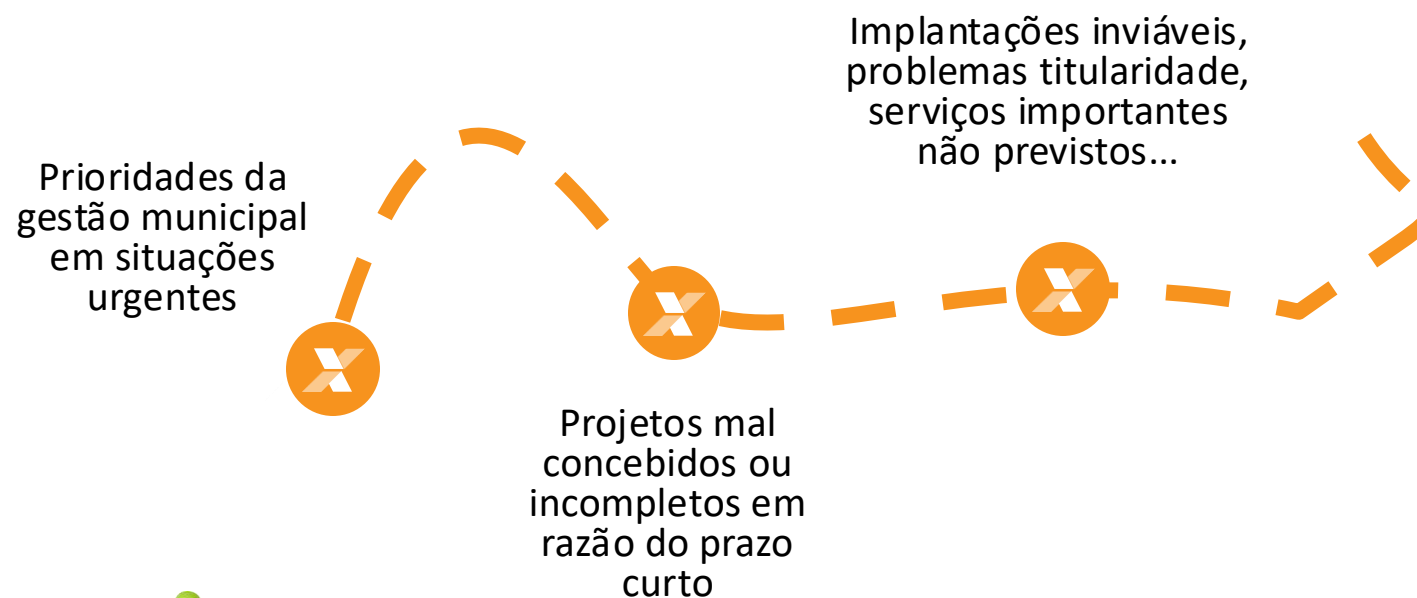 Prioridades da
gestão municipal
em situações
urgentes
Projetos mal
concebidos ou
incompletos em
razão do prazo
curto
Implantações inviáveis,
problemas titularidade,
serviços importantes
não previstos...